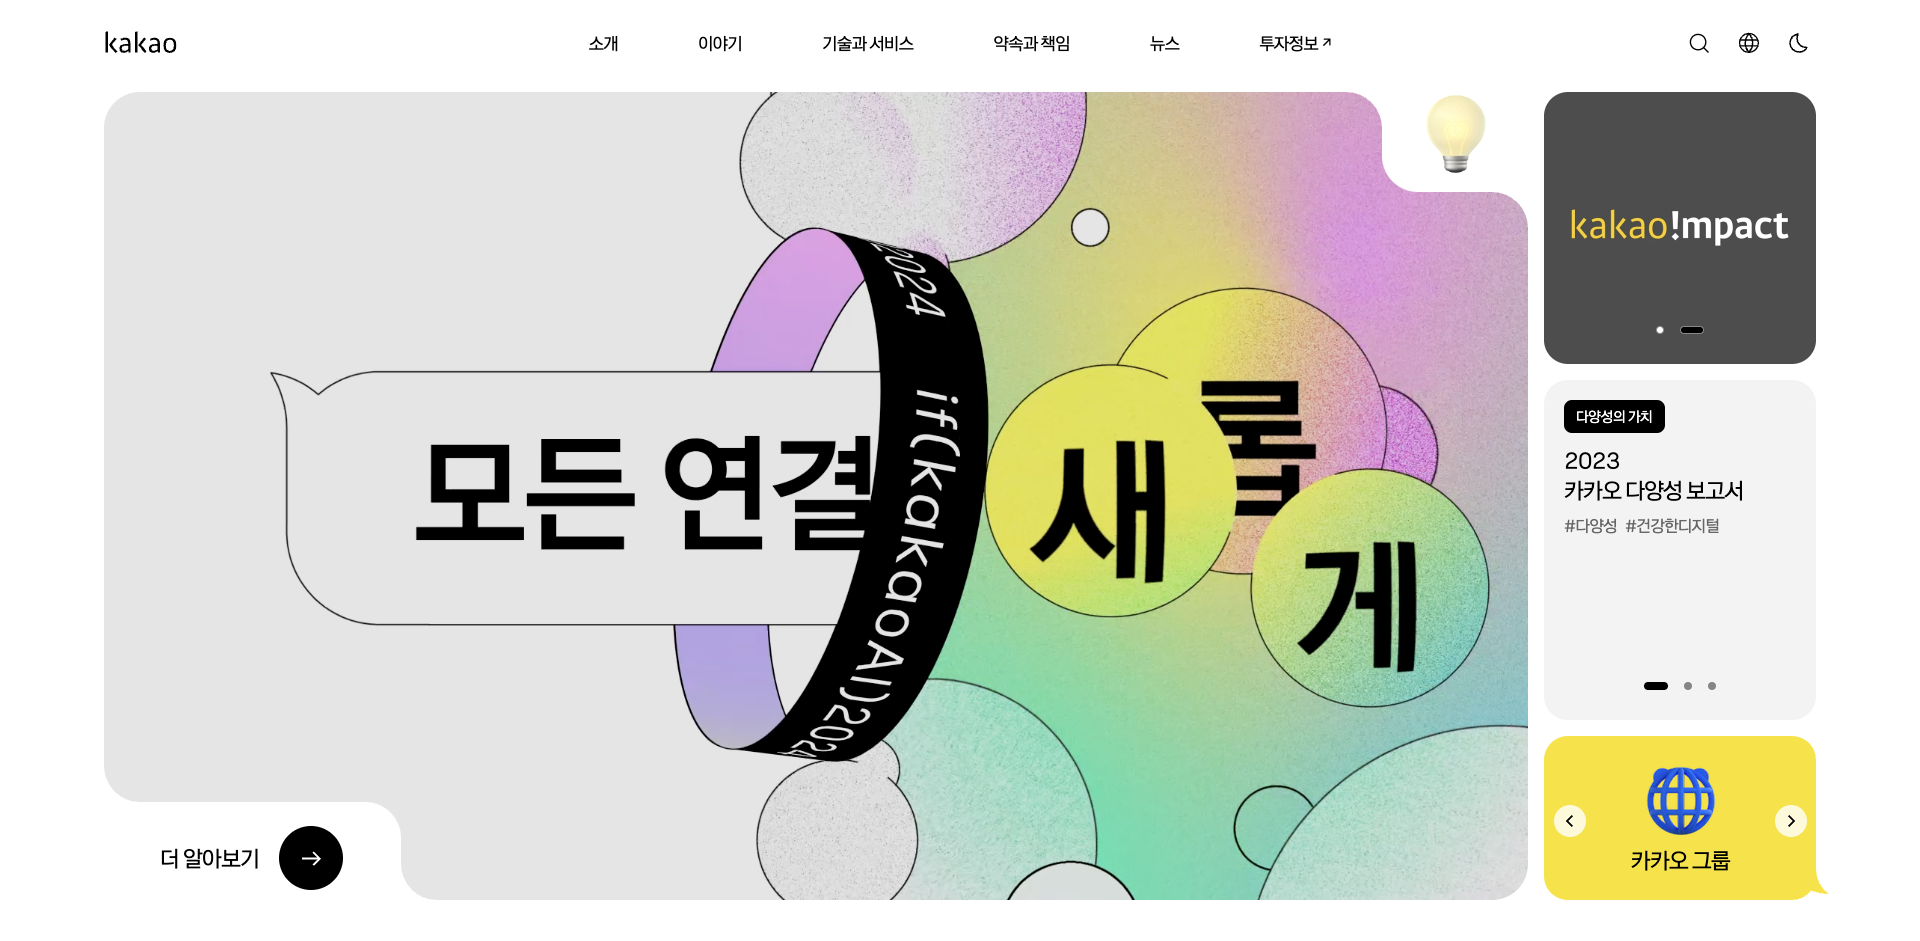 kakao
소개
이야기
기술과 서비스
약속과 책임
뉴스
투자정보
2024
if(kakaoAI)2024
모든 연결
새
롭
게
kakao!mpact
다양성의 가치
2023
카카오 다양성 보고서
#다양성 #건강한디지털
카카오 그룹
더 알아보기